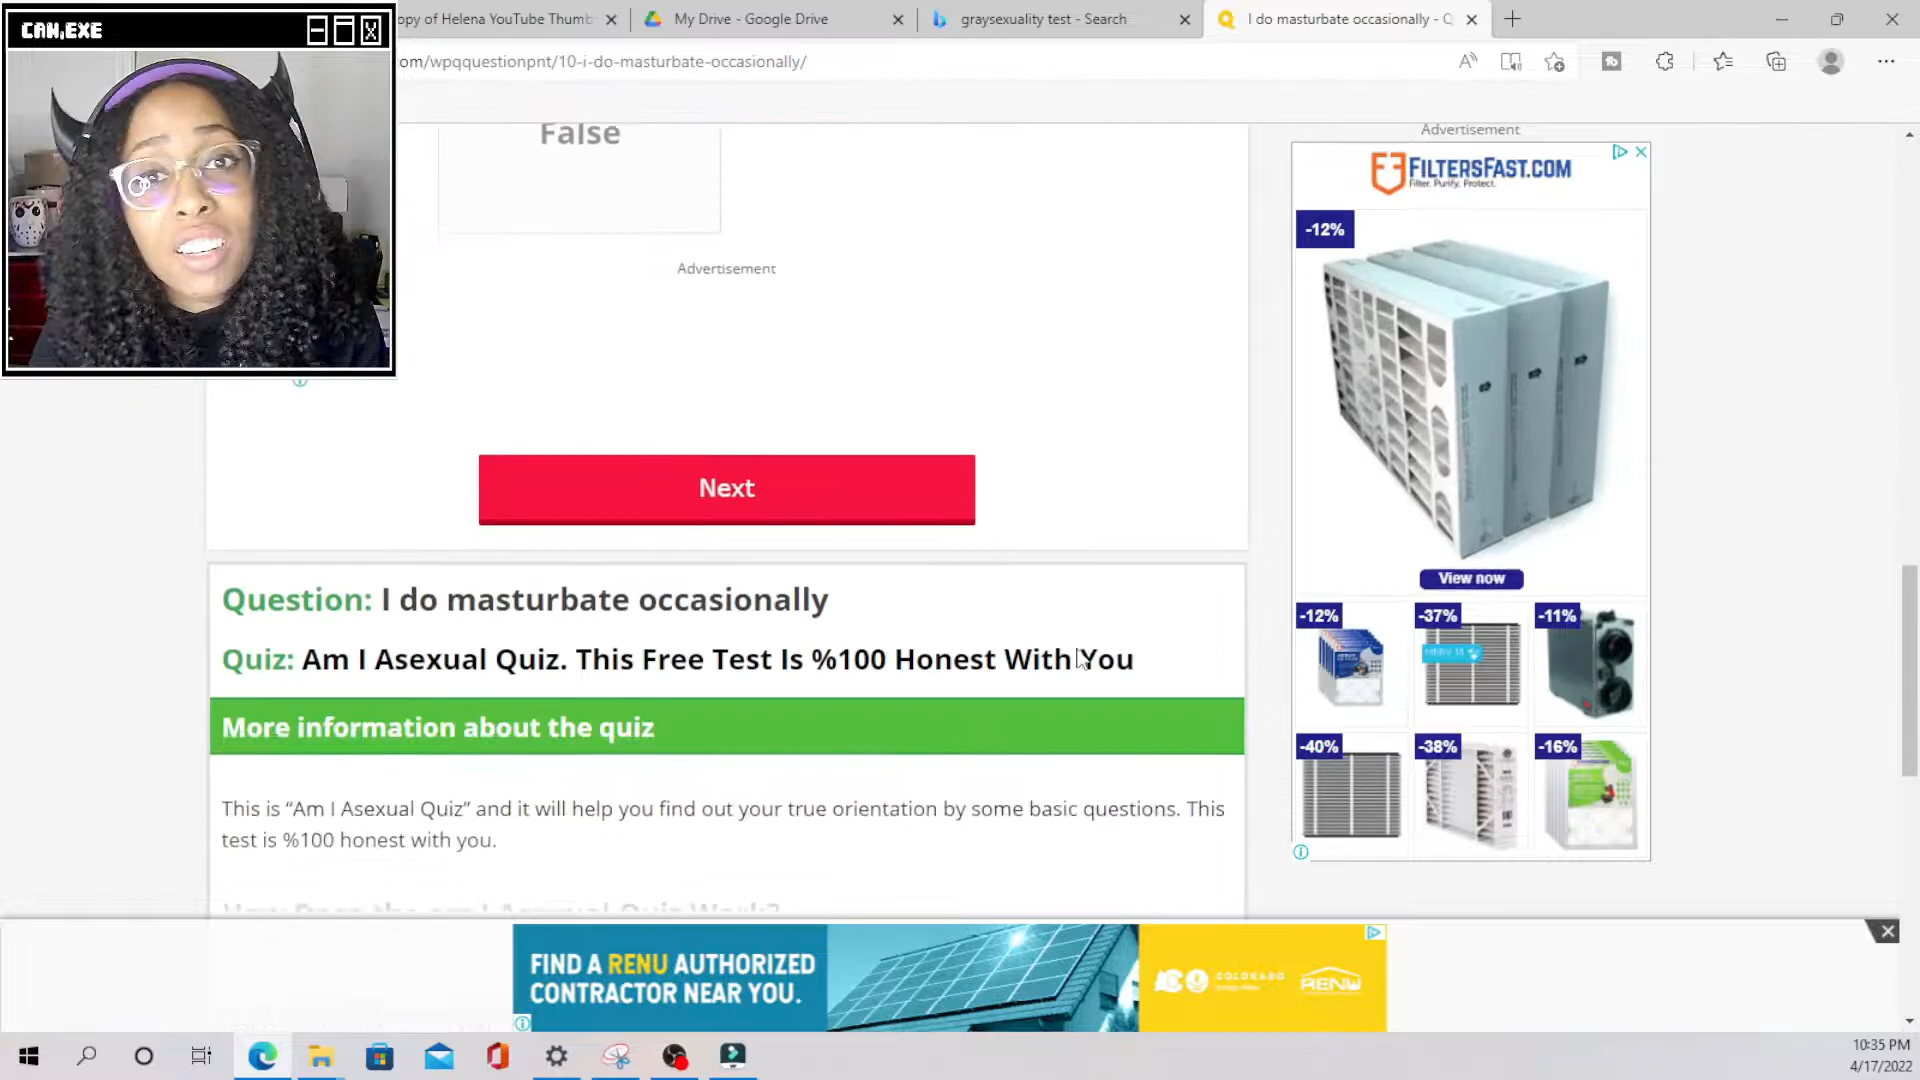 CAN.EXE
opy of Helena YouTube Thumb
My Drive - Google Drive
graysexuality test - Search
I do masturbate occasionally - Q
om/wpqquestionpnt/10-i-do-masturbate-occasionally/
False
Advertisement
Next
Question: I do masturbate occasionally
Quiz: Am I Asexual Quiz. This Free Test Is %100 Honest With You
More information about the quiz
This is “Am I Asexual Quiz” and it will help you find out your true orientation by some basic questions. This
test is %100 honest with you.
Advertisement
FILTERSFAST.COM
Filter. Purify. Protect.
-12%
View now
-12%
-37%
-11%
-40%
-38%
-16%
FIND A RENU AUTHORIZED
CONTRACTOR NEAR YOU.
COLORADO
RENU
10:35 PM
4/17/2022